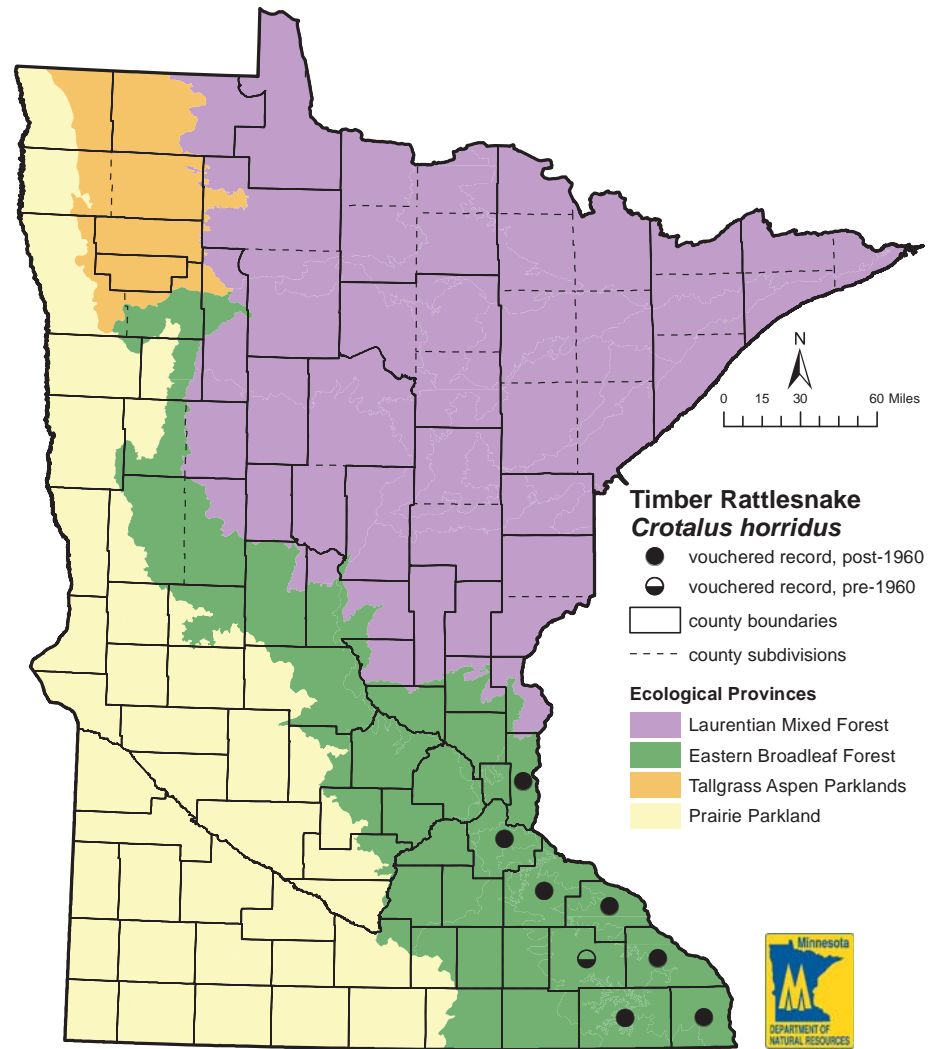 N
0 15 30 60 Miles
Timber Rattlesnake
Crotalus horridus
vouchered record, post-1960
vouchered record, pre-1960
county boundaries
county subdivisions
Ecological Provinces
Laurentian Mixed Forest
Eastern Broadleaf Forest
Tallgrass Aspen Parklands
Prairie Parkland
Minnesota
M
DEPARTMENT OF
NATURAL RESOURCES